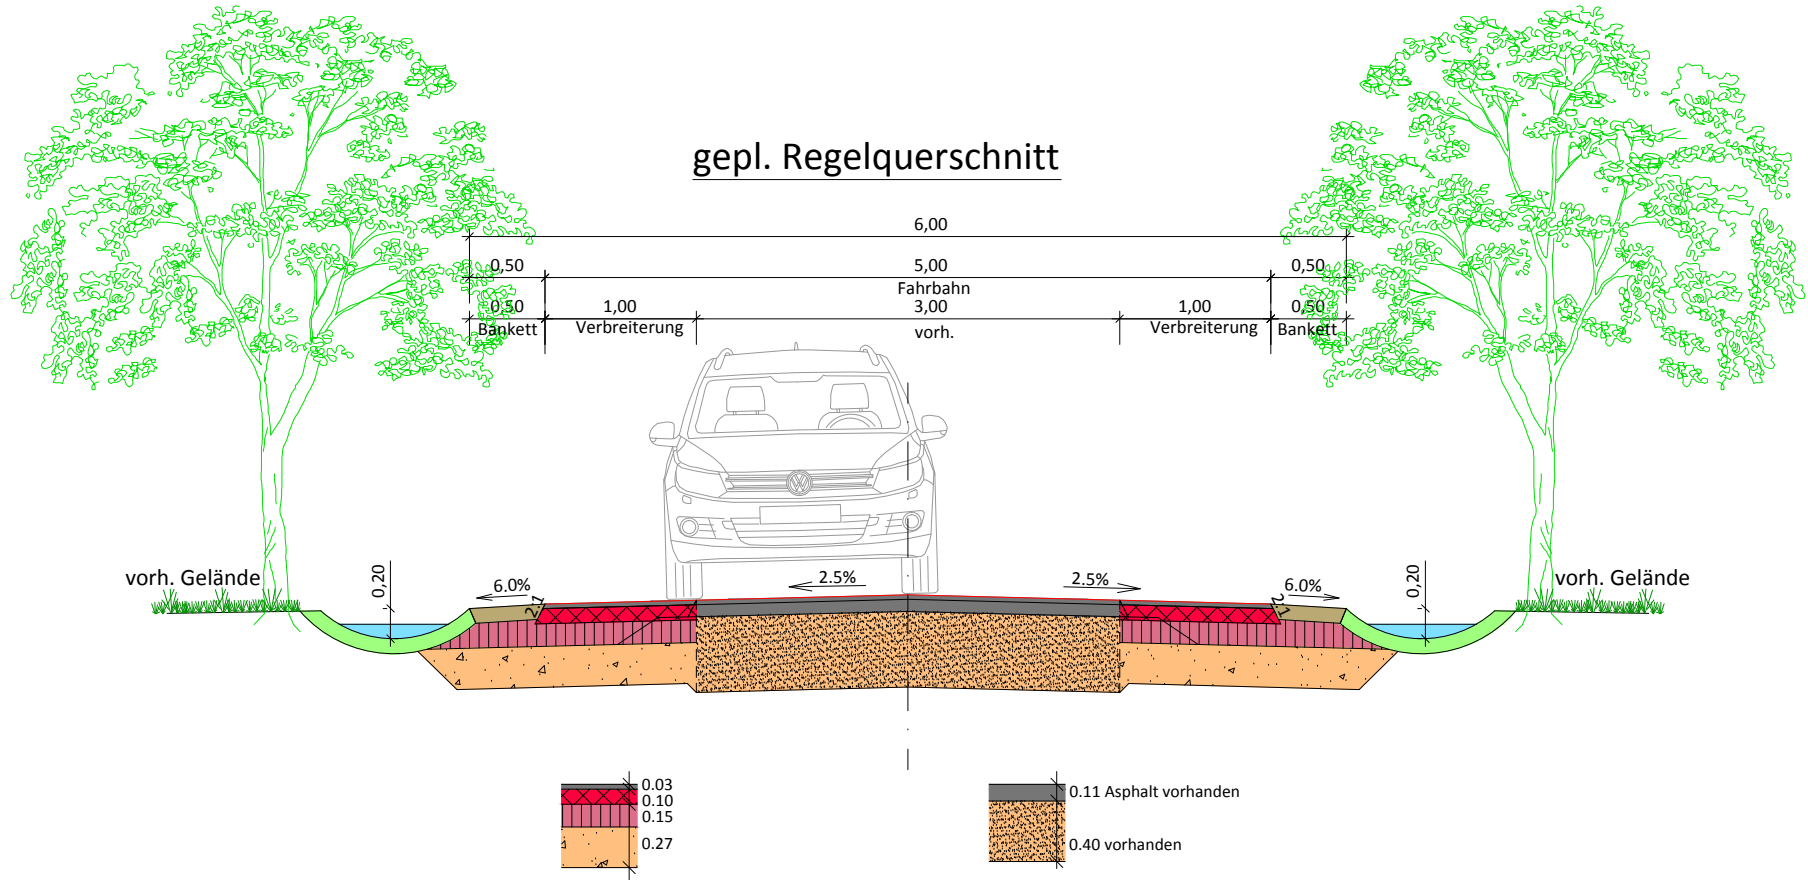 gepl. Regelquerschnitt
6,00
0,50 5,00 0,50
Fahrbahn
0,50 1,00 3,00 1,00 0,50
Bankett Verbreiterung vorh. Verbreiterung Bankett
vorh. Gelände 0,20 6.0% 2:1 2.5% 2.5% 2:1 6.0% 0,20 vorh. Gelände
0.03
0.10
0.15
0.27
0.11 Asphalt vorhanden
0.40 vorhanden